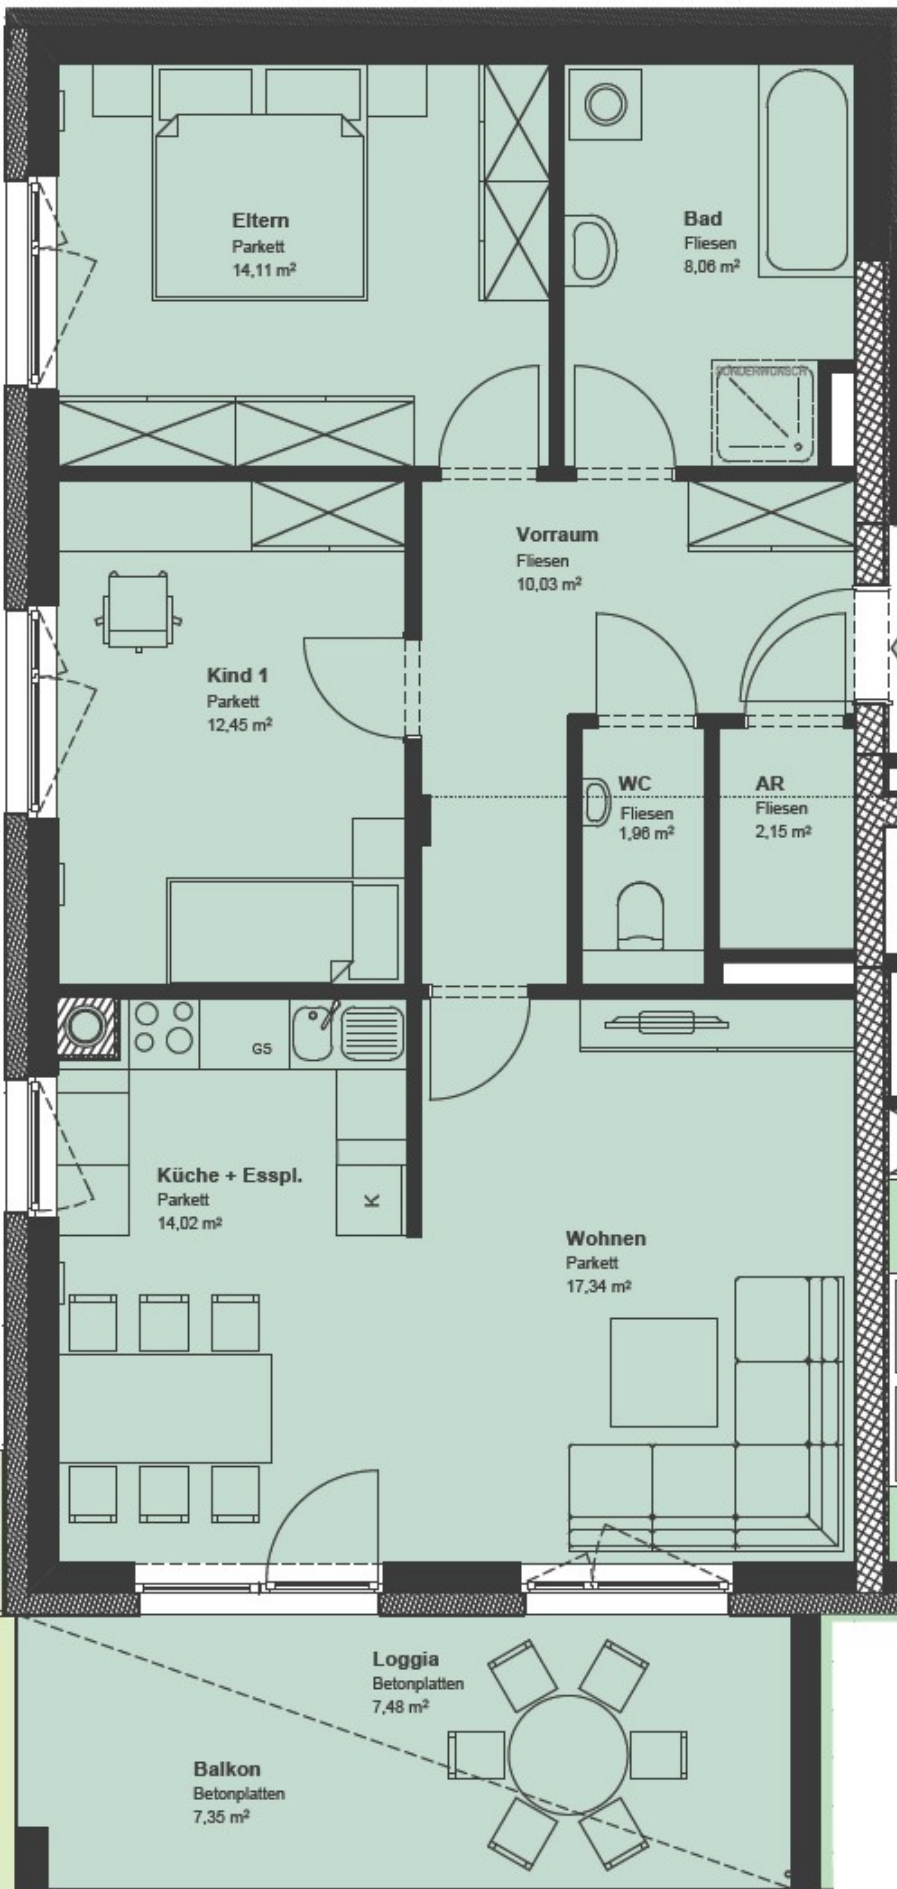 Eltern
Parkett
14,11 m²
Bad
Fliesen
8,06 m²
SONDERWUNSCH
Vorraum
Fliesen
10,03 m²
Kind 1
Parkett
12,45 m²
WC
Fliesen
1,96 m²
AR
Fliesen
2,15 m²
GS
Küche + Esspl.
Parkett
14,02 m²
K
Wohnen
Parkett
17,34 m²
Loggia
Betonplatten
7,48 m²
Balkon
Betonplatten
7,35 m²